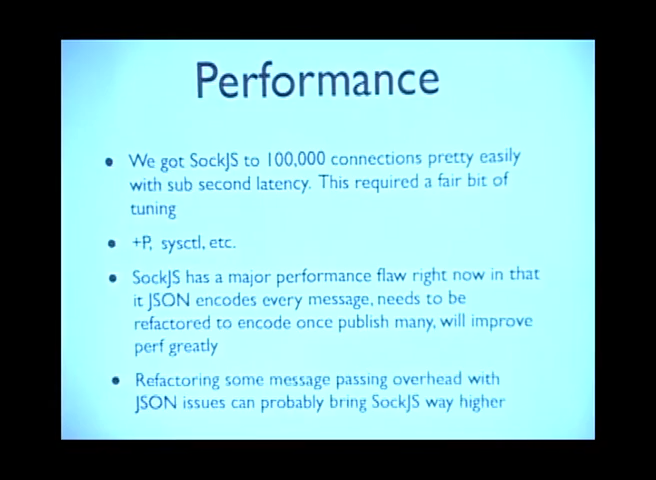 Performance
• We got SockJS to 100,000 connections pretty easily
with sub second latency. This required a fair bit of
tuning
• +P, sysctl, etc.
• SockJS has a major performance flaw right now in that
it JSON encodes every message, needs to be
refactored to encode once publish many, will improve
perf greatly
• Refactoring some message passing overhead with
JSON issues can probably bring SockJS way higher